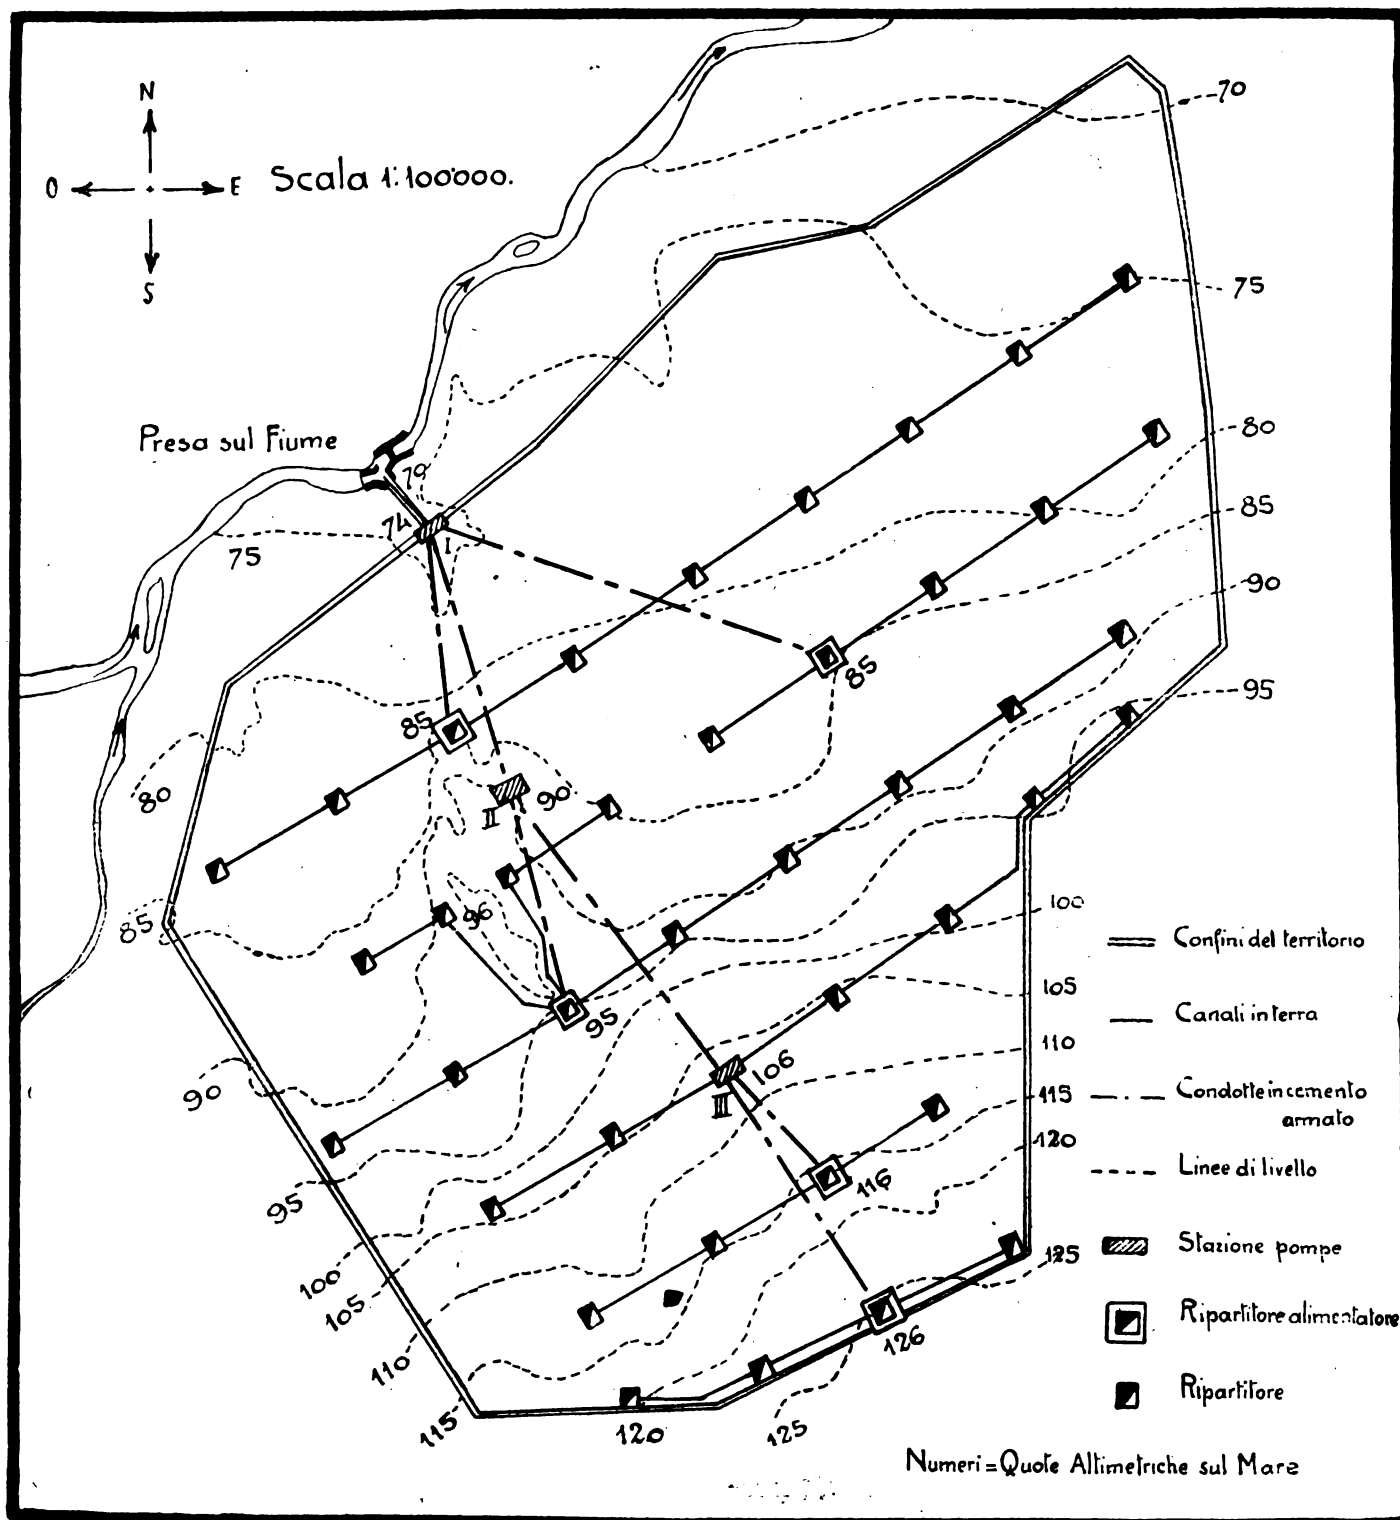 N
O E
S
Scala 1:100000.
70
75
Presa sul Fiume
79
74
I
75
80
85
90
95
85
85
80
II
90
85
96
95
100
105
110
115
120
125
90
95
100
105
110
115
106
III
116
126
120
125
Confini del territorio
Canali in terra
Condotte in cemento
armato
Linee di livello
Stazione pompe
Ripartitore alimentatore
Ripartitore
Numeri = Quote Altimetriche sul Mare